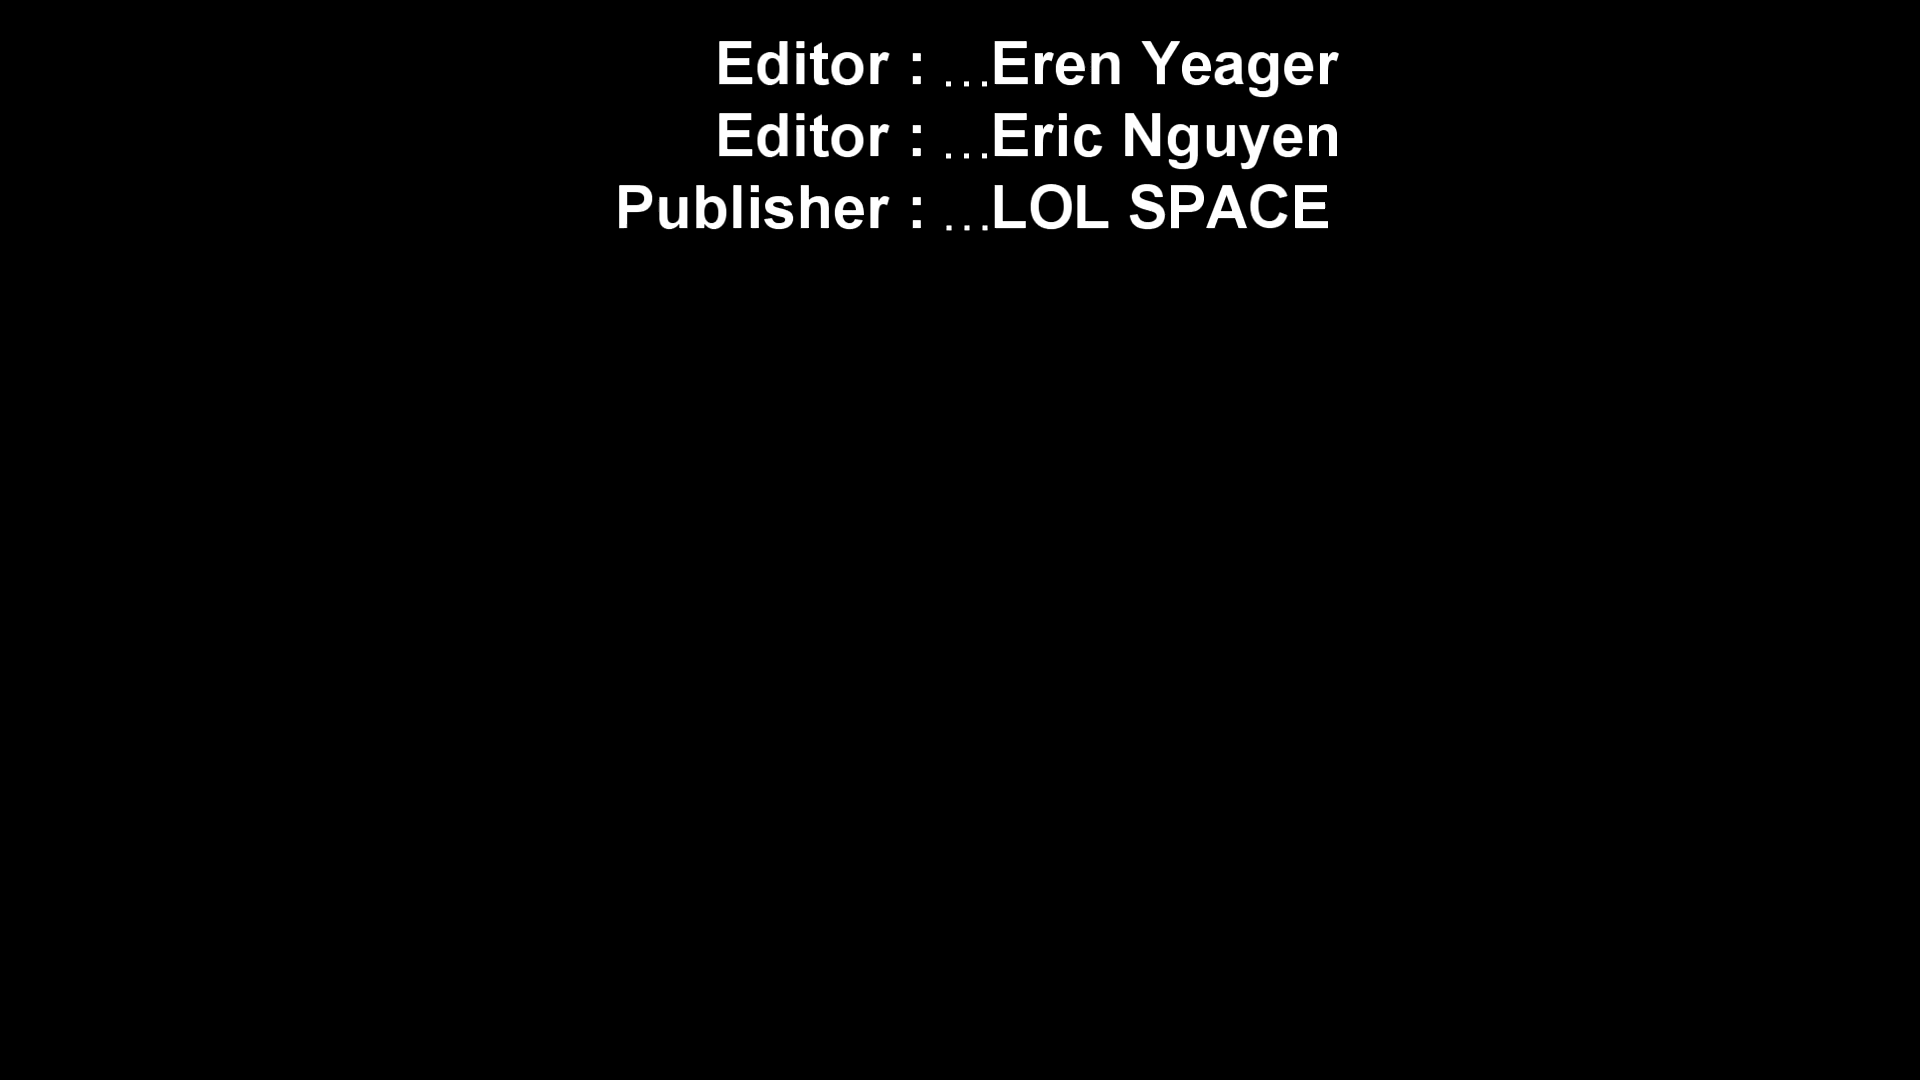 Editor : ...Eren Yeager
Editor : ...Eric Nguyen
Publisher : ...LOL SPACE